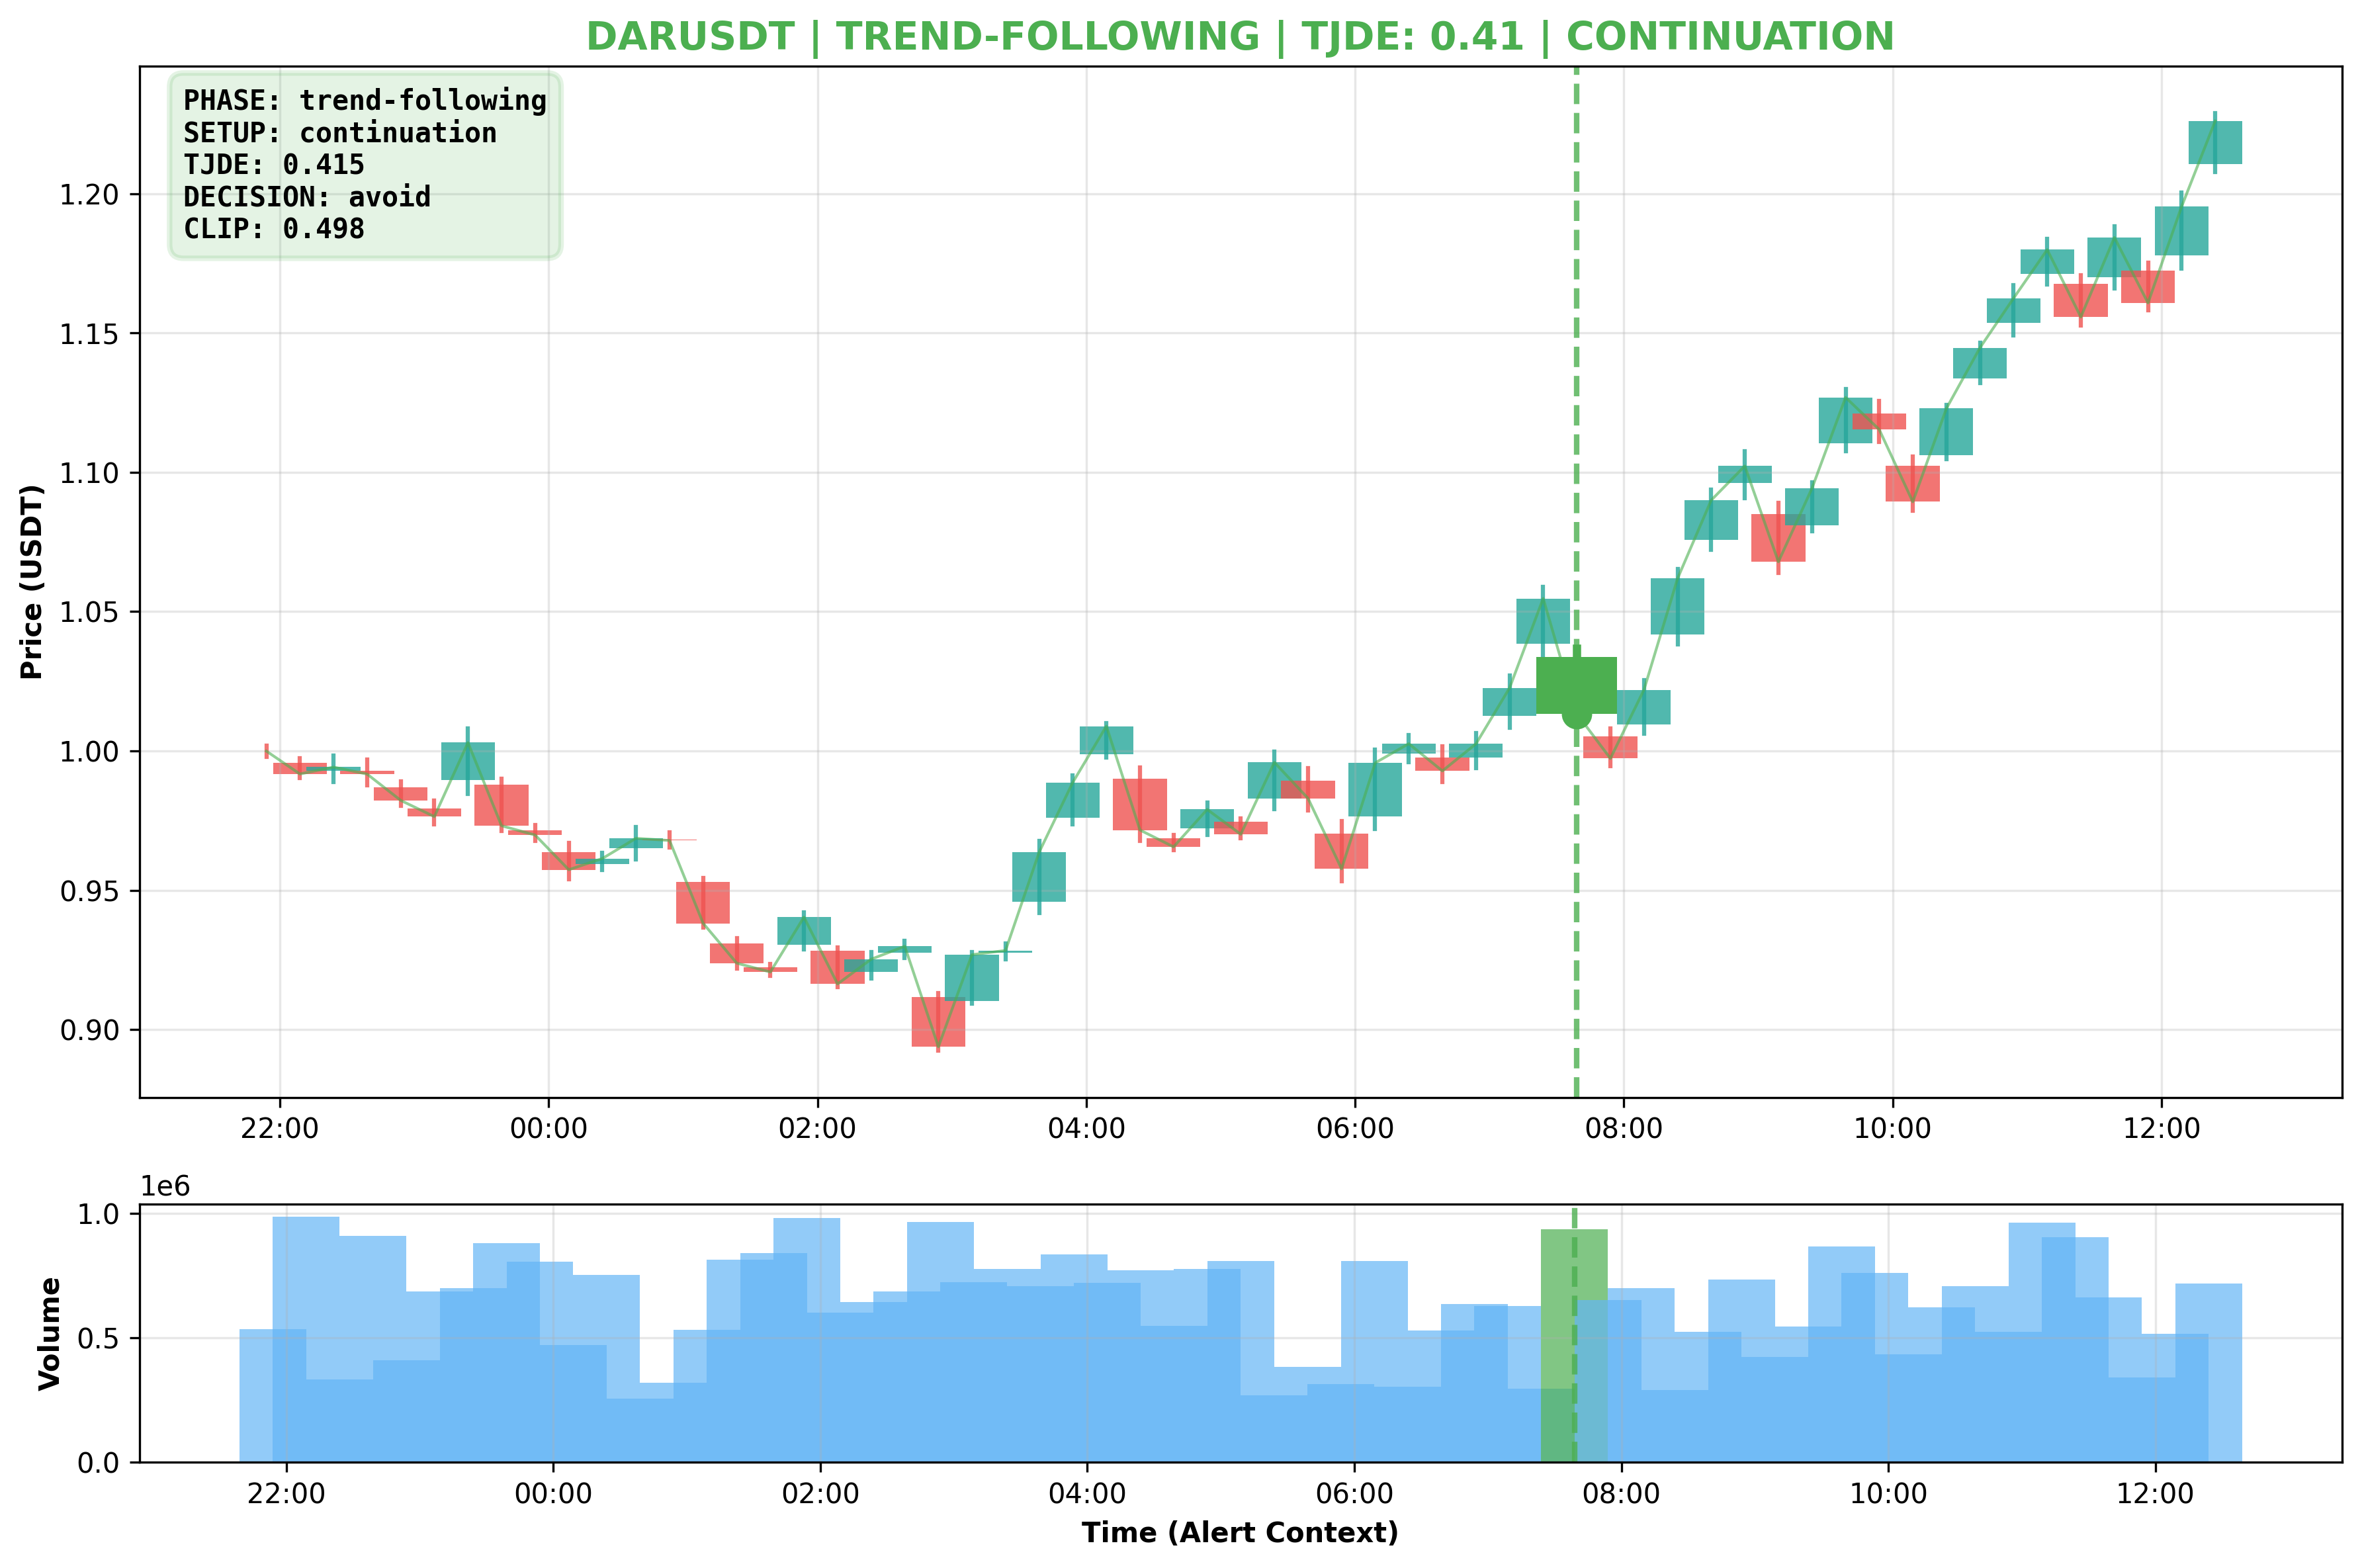 DARUSDT | TREND-FOLLOWING | TJDE: 0.41 | CONTINUATION
PHASE: trend-following
SETUP: continuation
TJDE: 0.415
DECISION: avoid
CLIP: 0.498
Price (USDT)
1.20
1.15
1.10
1.05
1.00
0.95
0.90
22:00 00:00 02:00 04:00 06:00 08:00 10:00 12:00
1e6
Volume
1.0
0.5
0.0
22:00 00:00 02:00 04:00 06:00 08:00 10:00 12:00
Time (Alert Context)